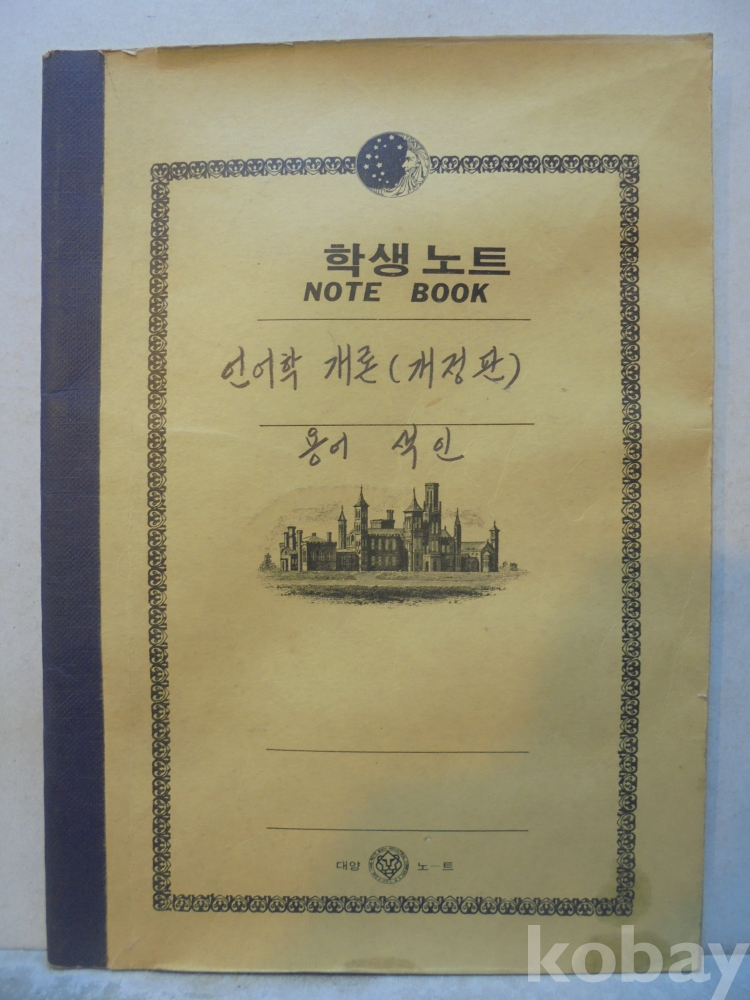 학생 노트
NOTE BOOK
언어학 개론 (개정판)
용어 색인
대양 노-트
kobay